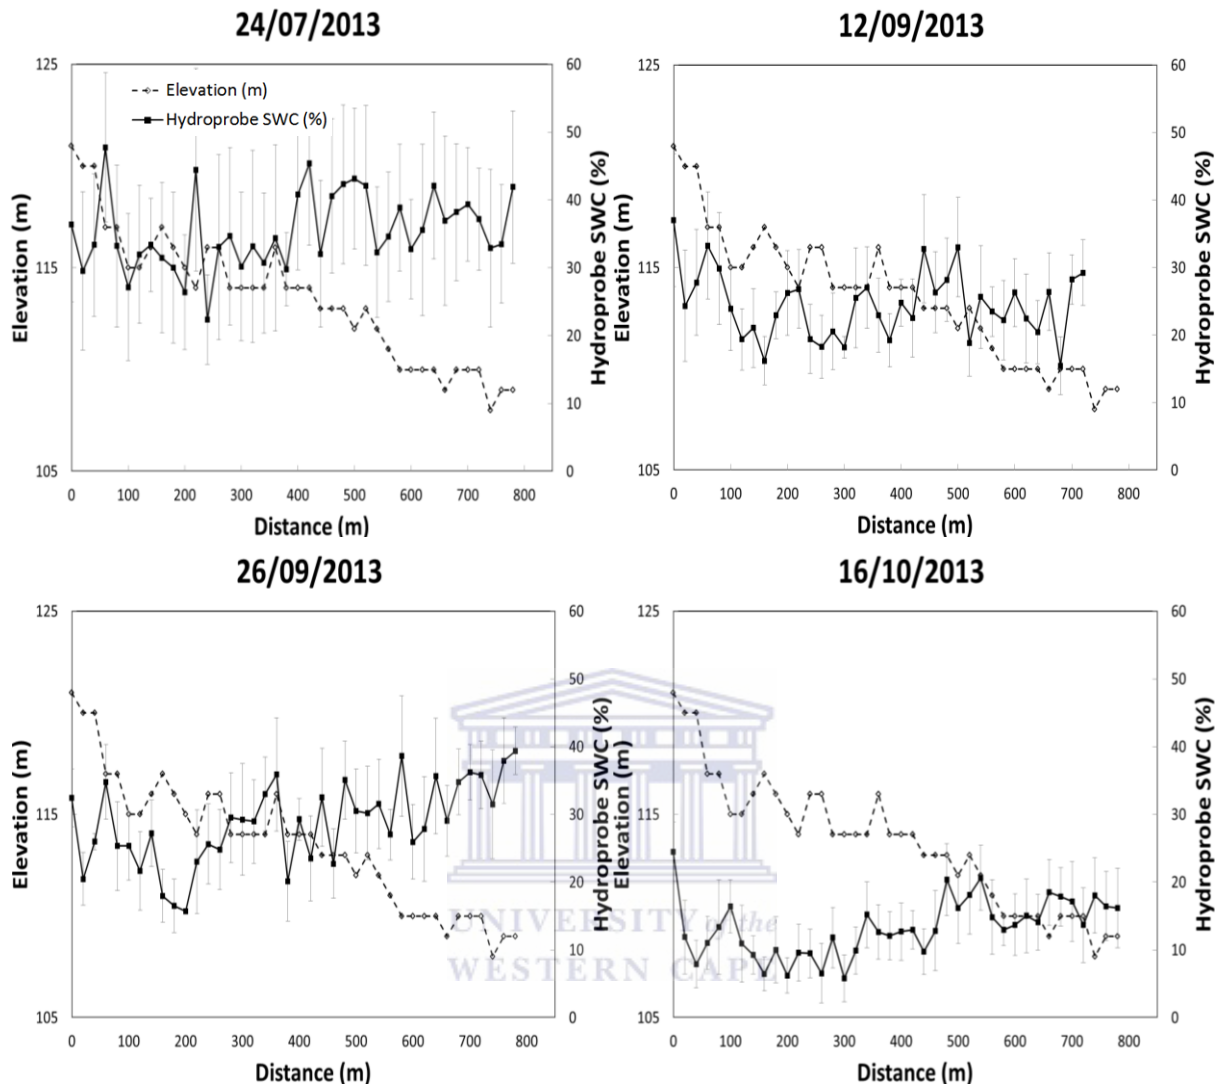 24/07/2013
12/09/2013
125
115
105
Elevation (m)
Elevation (m)
Hydroprobe SWC (%)
60
50
40
30
20
10
0
Hydroprobe SWC (%)
0 100 200 300 400 500 600 700 800
Distance (m)
125
115
105
Elevation (m)
60
50
40
30
20
10
0
Hydroprobe SWC (%)
0 100 200 300 400 500 600 700 800
Distance (m)
26/09/2013
16/10/2013
125
115
105
Elevation (m)
60
50
40
30
20
10
0
Hydroprobe SWC (%)
0 100 200 300 400 500 600 700 800
Distance (m)
125
115
105
Elevation (m)
60
50
40
30
20
10
0
Hydroprobe SWC (%)
0 100 200 300 400 500 600 700 800
Distance (m)
UNIVERSITY of the
WESTERN CAPE